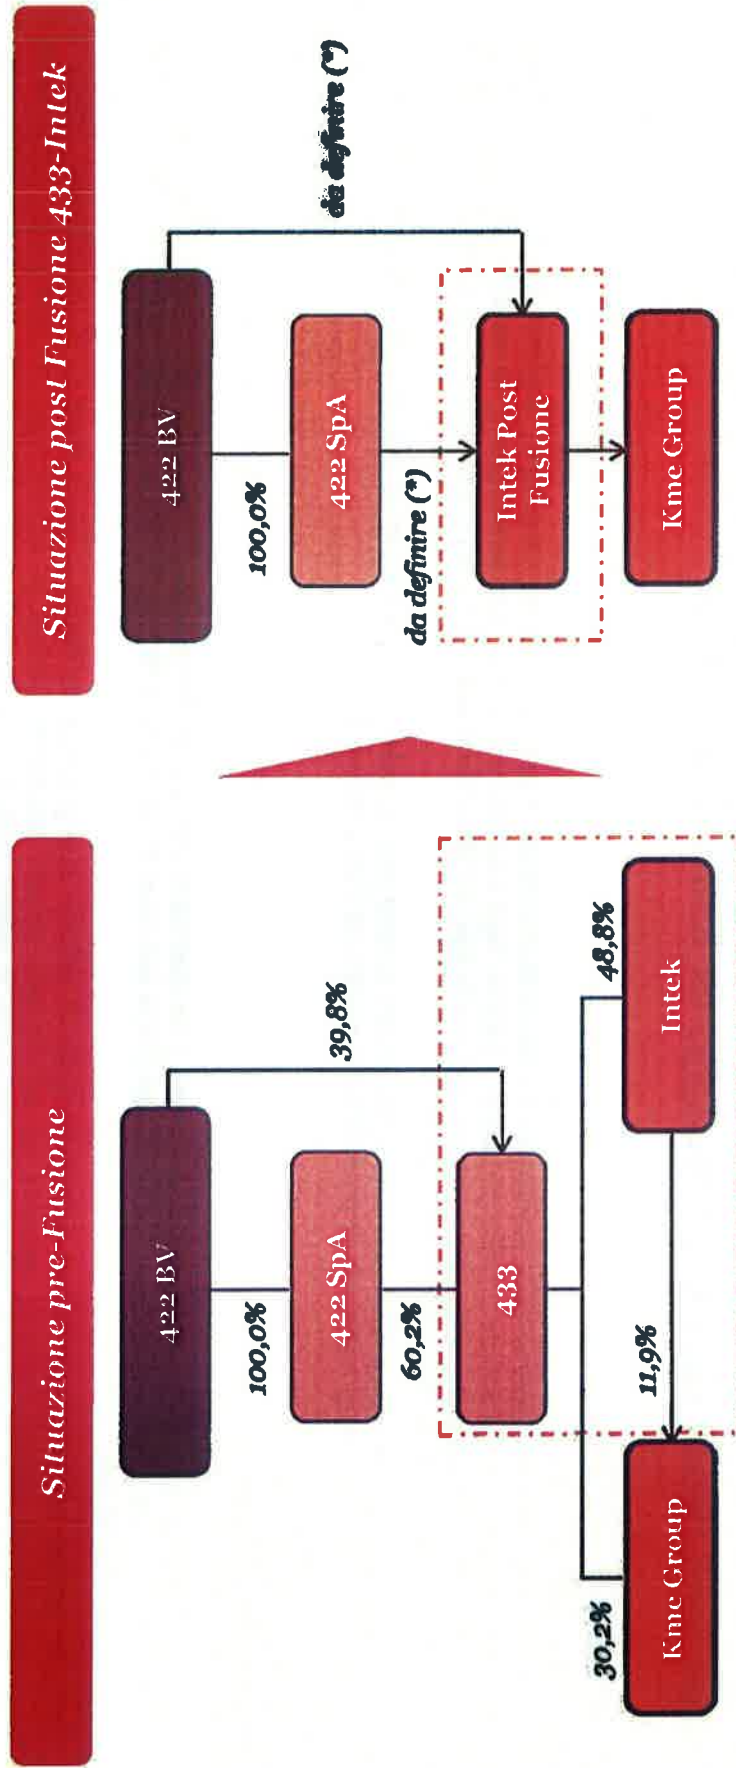 Situazione pre-Fusione
422 BV
100,0%
39,8%
422 SpA
60,2%
433
30,2%
48,8%
11,9%
Kme Group
Intek
Situazione post Fusione 433-Intek
422 BV
100,0%
da definire (*)
422 SpA
da definire (*)
Intek Post
Fusione
Kme Group